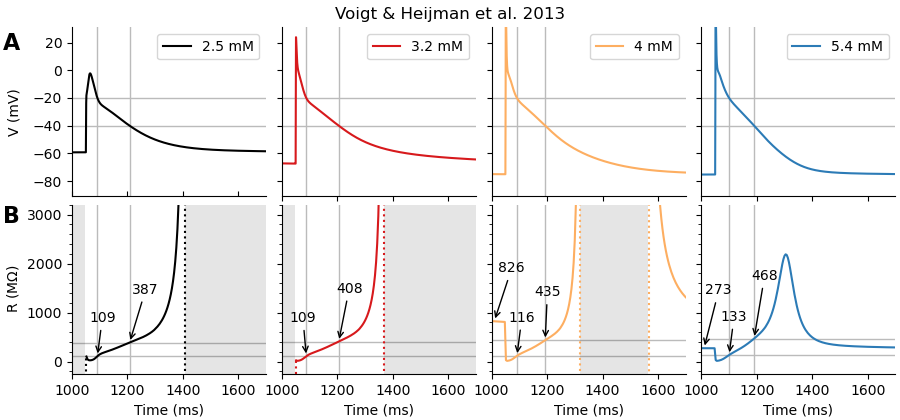 Voigt & Heijman et al. 2013
A
V (mV)
20
0
−20
−40
−60
−80
2.5 mM
3.2 mM
4 mM
5.4 mM
B
R (MΩ)
3000
2000
1000
0
109
387
109
408
826
116
435
273
133
468
1000 1200 1400 1600
1000 1200 1400 1600
1000 1200 1400 1600
1000 1200 1400 1600
Time (ms)
Time (ms)
Time (ms)
Time (ms)